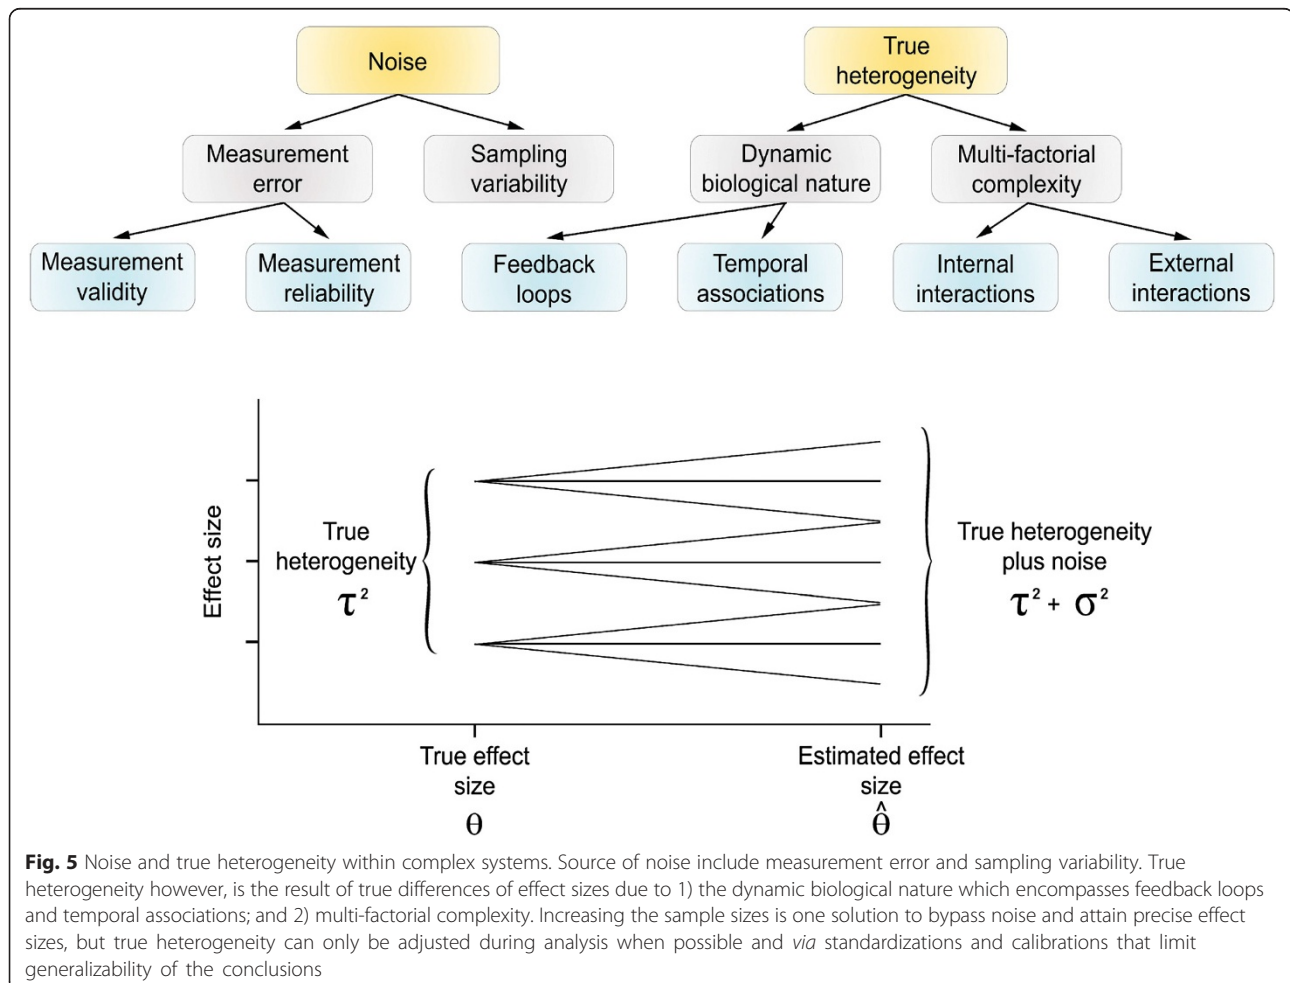 Noise
True
heterogeneity
Measurement
error
Sampling
variability
Dynamic
biological nature
Multi-factorial
complexity
Measurement
validity
Measurement
reliability
Feedback
loops
Temporal
associations
Internal
interactions
External
interactions
Effect size
True
heterogeneity
τ²
True heterogeneity
plus noise
τ² + σ²
True effect
size
θ
Estimated effect
size
θ̂
Fig. 5 Noise and true heterogeneity within complex systems. Source of noise include measurement error and sampling variability. True
heterogeneity however, is the result of true differences of effect sizes due to 1) the dynamic biological nature which encompasses feedback loops
and temporal associations; and 2) multi-factorial complexity. Increasing the sample sizes is one solution to bypass noise and attain precise effect
sizes, but true heterogeneity can only be adjusted during analysis when possible and via standardizations and calibrations that limit
generalizability of the conclusions